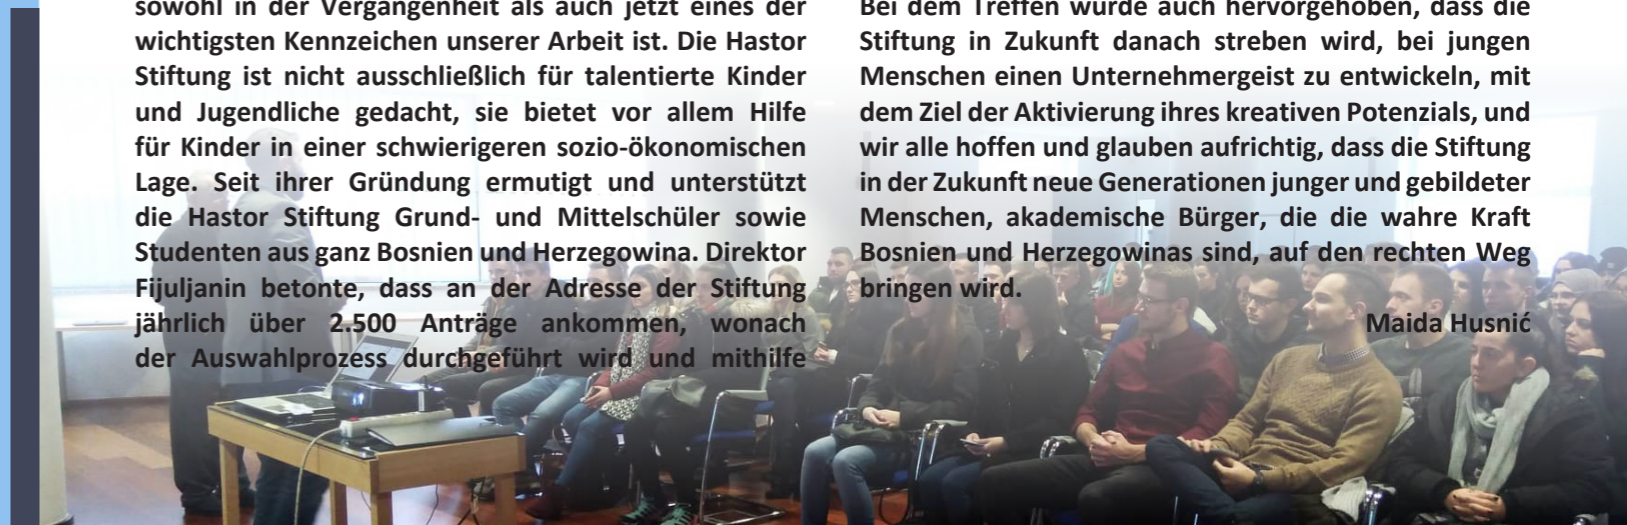 sowohl in der Vergangenheit als auch jetzt eines der
wichtigsten Kennzeichen unserer Arbeit ist. Die Hastor
Stiftung ist nicht ausschließlich für talentierte Kinder
und Jugendliche gedacht, sie bietet vor allem Hilfe
für Kinder in einer schwierigeren sozio-ökonomischen
Lage. Seit ihrer Gründung ermutigt und unterstützt
die Hastor Stiftung Grund- und Mittelschüler sowie
Studenten aus ganz Bosnien und Herzegowina. Direktor
Fijuljanin betonte, dass an der Adresse der Stiftung
jährlich über 2.500 Anträge ankommen, wonach
der Auswahlprozess durchgeführt wird und mithilfe
Bei dem Treffen wurde auch hervorgehoben, dass die
Stiftung in Zukunft danach streben wird, bei jungen
Menschen einen Unternehmergeist zu entwickeln, mit
dem Ziel der Aktivierung ihres kreativen Potenzials, und
wir alle hoffen und glauben aufrichtig, dass die Stiftung
in der Zukunft neue Generationen junger und gebildeter
Menschen, akademische Bürger, die die wahre Kraft
Bosnien und Herzegowinas sind, auf den rechten Weg
bringen wird.
Maida Husnić